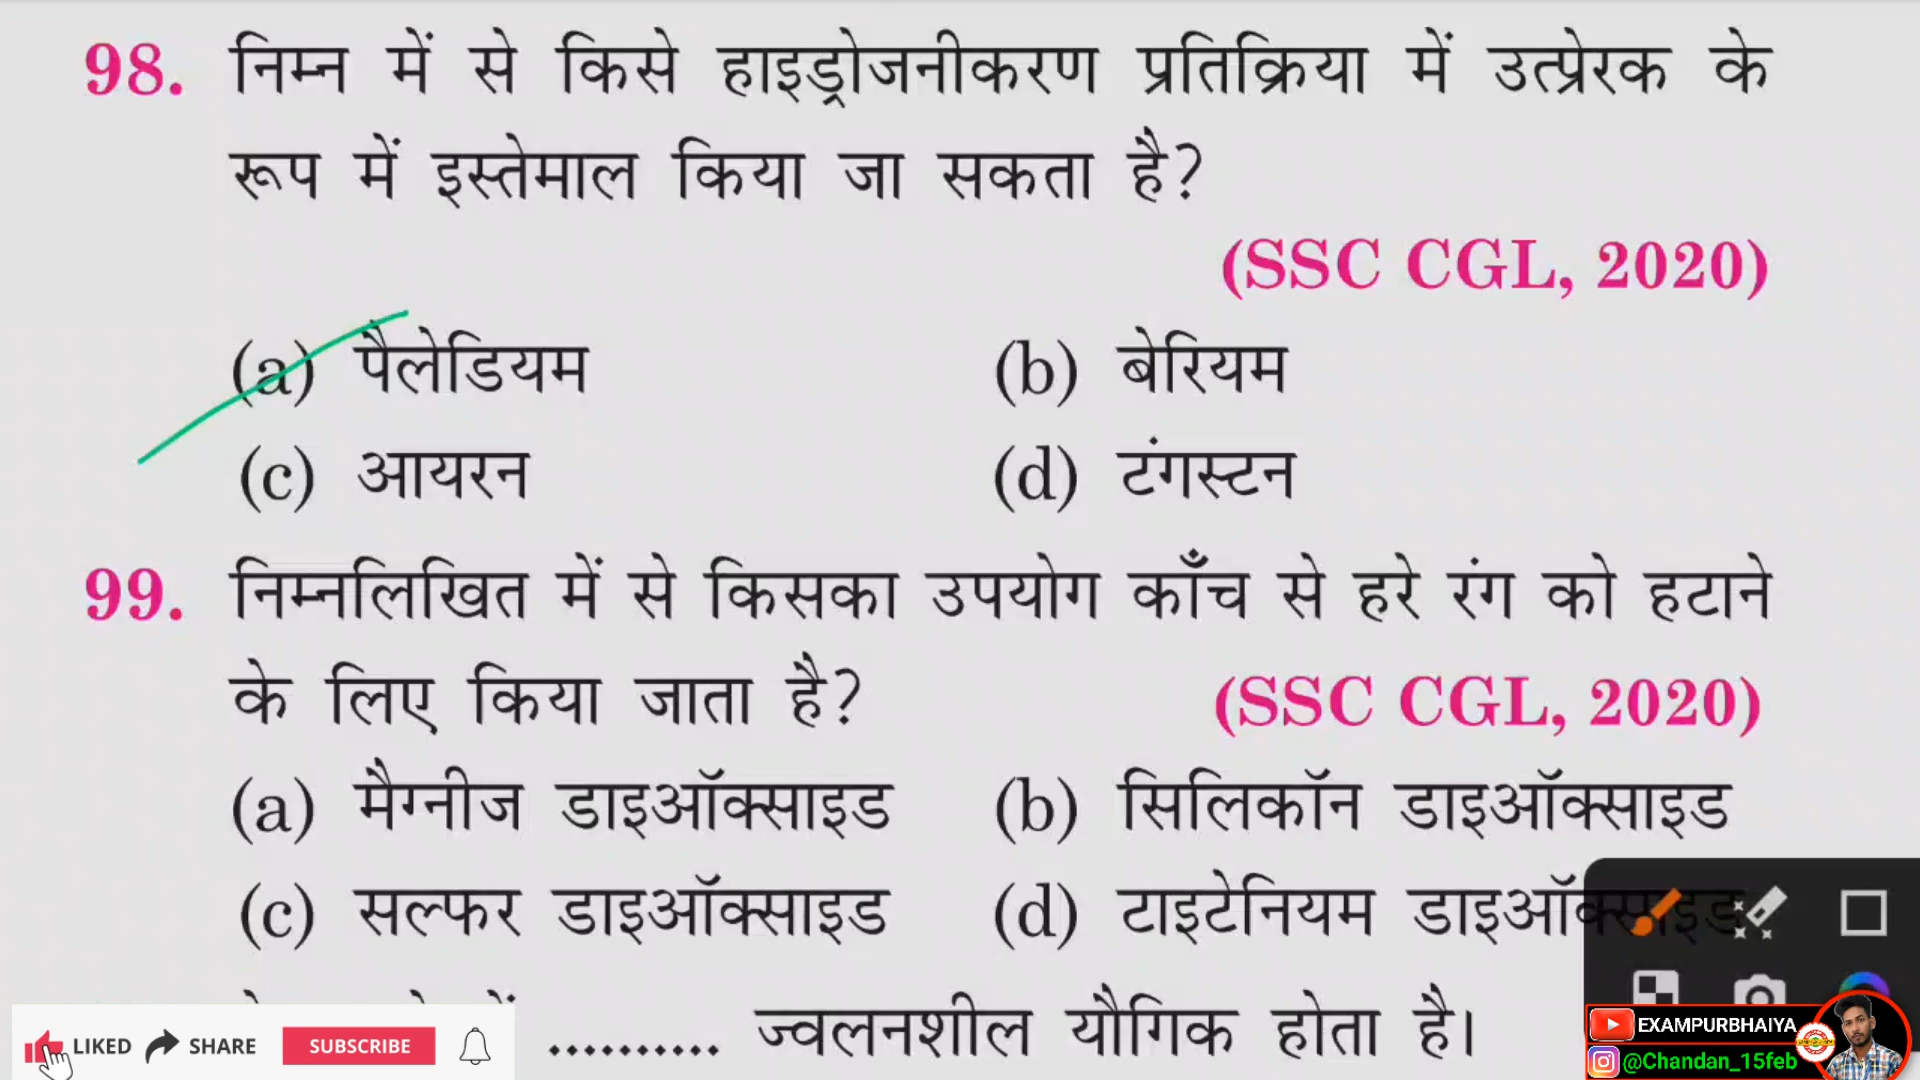 98. निम्न में से किसे हाइड्रोजनीकरण प्रतिक्रिया में उत्प्रेरक के
रूप में इस्तेमाल किया जा सकता है?
(SSC CGL, 2020)
(a) पैलेडियम (b) बेरियम
(c) आयरन (d) टंगस्टन
99. निम्नलिखित में से किसका उपयोग काँच से हरे रंग को हटाने
के लिए किया जाता है? (SSC CGL, 2020)
(a) मैग्नीज डाइऑक्साइड (b) सिलिकॉन डाइऑक्साइड
(c) सल्फर डाइऑक्साइड (d) टाइटेनियम डाइऑक्साइड
.......... ज्वलनशील यौगिक होता है।
LIKED SHARE SUBSCRIBE
EXAMPURBHAIYA
@Chandan_15feb